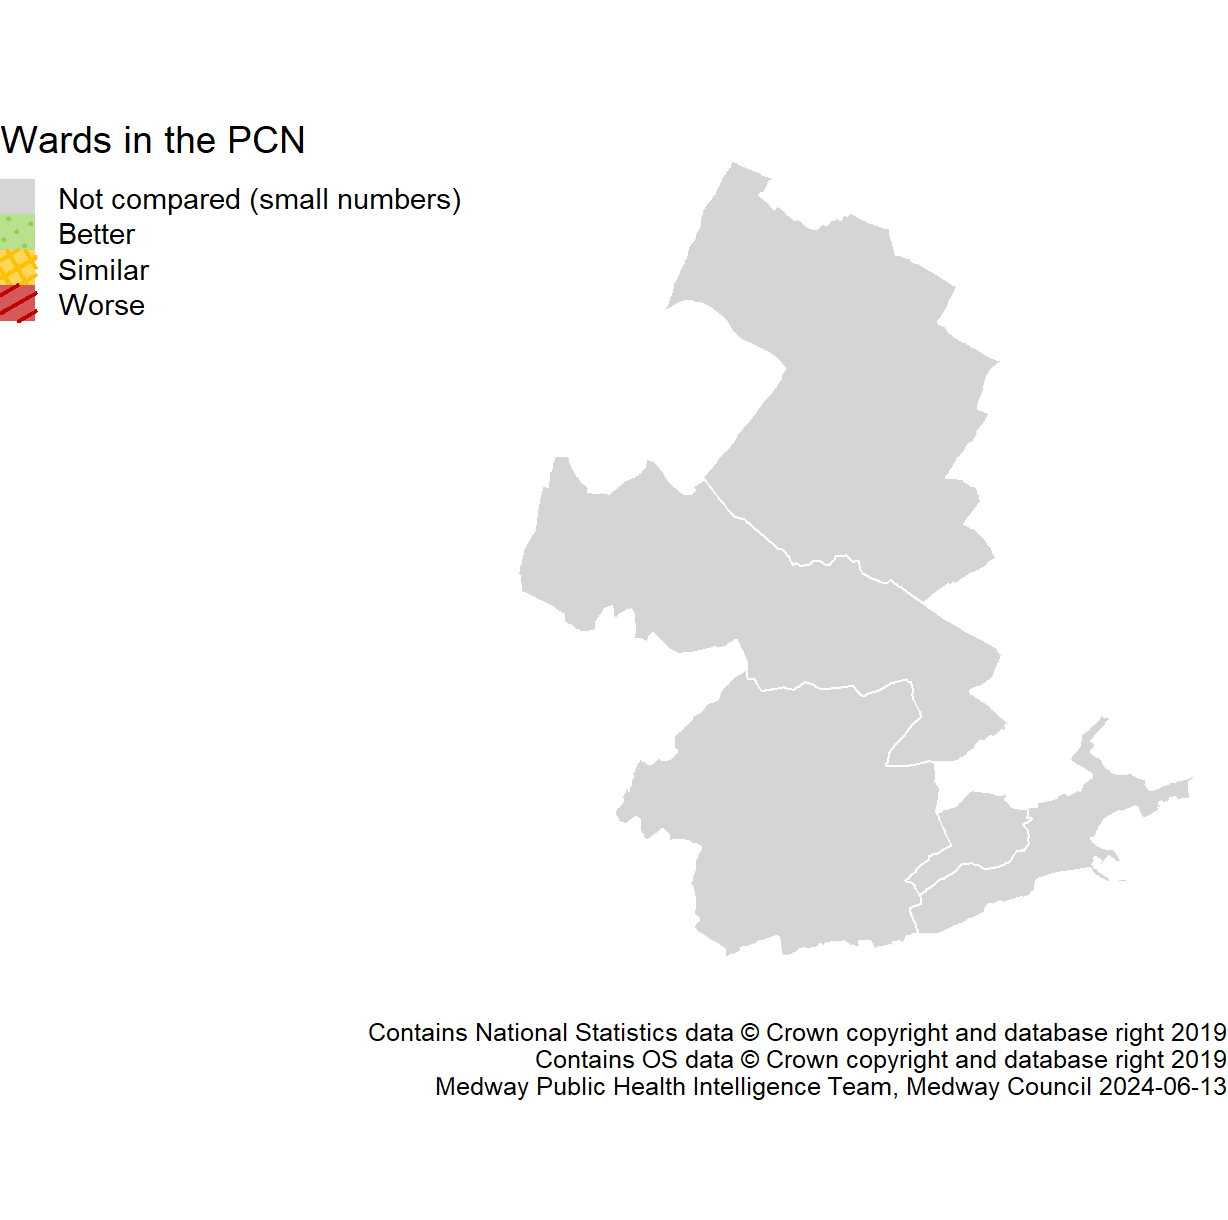 Wards in the PCN
Not compared (small numbers)
Better
Similar
Worse
Contains National Statistics data © Crown copyright and database right 2019
Contains OS data © Crown copyright and database right 2019
Medway Public Health Intelligence Team, Medway Council 2024-06-13